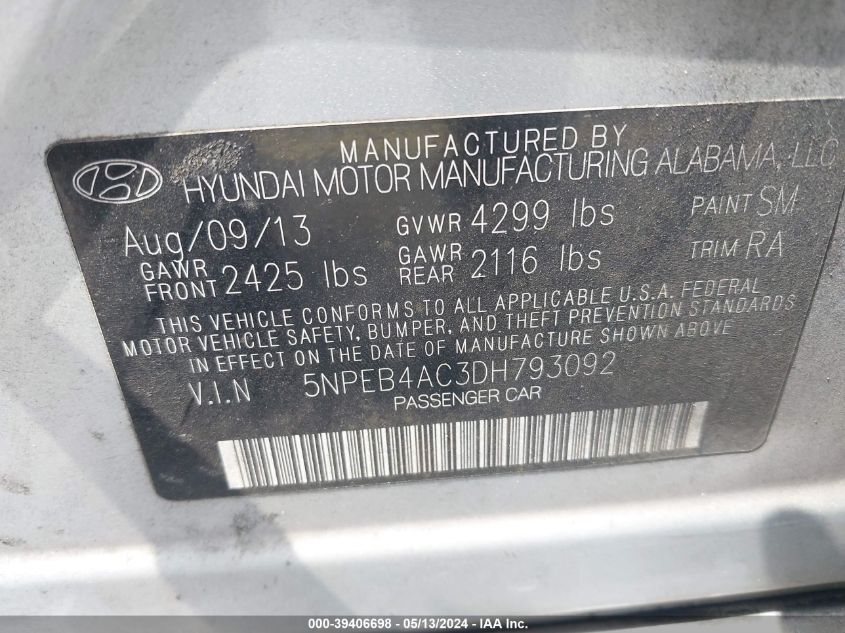 MANUFACTURED BY
HYUNDAI MOTOR MANUFACTURING ALABAMA, LLC
Aug/09/13 GVWR 4299 lbs PAINT SM
GAWR FRONT 2425 lbs GAWR REAR 2116 lbs TRIM RA
THIS VEHICLE CONFORMS TO ALL APPLICABLE U.S.A. FEDERAL
MOTOR VEHICLE SAFETY, BUMPER, AND THEFT PREVENTION STANDARDS
IN EFFECT ON THE DATE OF MANUFACTURE SHOWN ABOVE
V.I.N 5NPEB4AC3DH793092
PASSENGER CAR
000-39406698 - 05/13/2024 - IAA Inc.